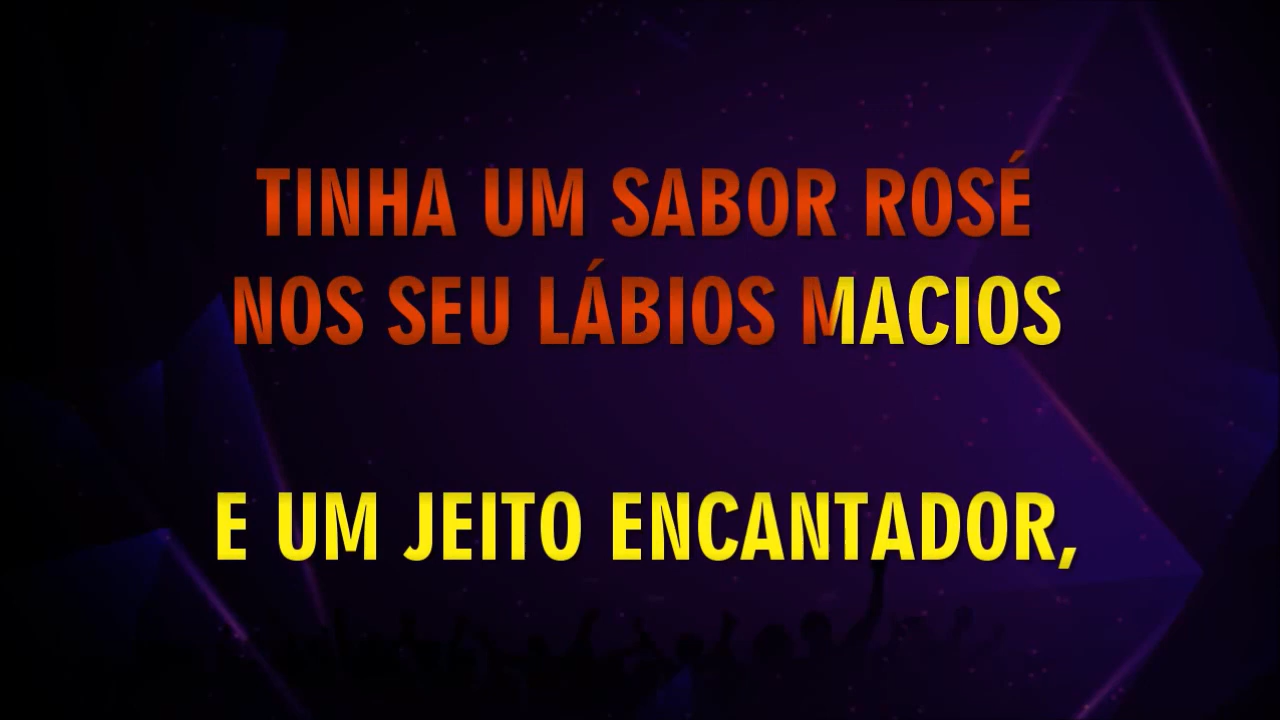 TINHA UM SABOR ROSÉ
NOS SEU LÁBIOS MACIOS
E UM JEITO ENCANTADOR,